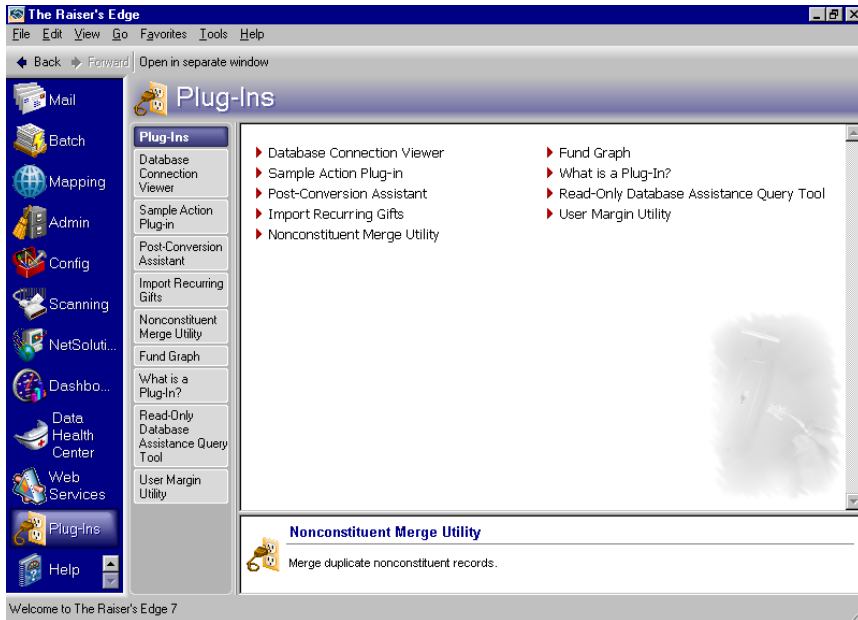 The Raiser's Edge
File Edit View Go Favorites Tools Help
Back Forward Open in separate window
Mail
Batch
Mapping
Admin
Config
Scanning
NetSoluti...
Dashbo...
Data
Health
Center
Web
Services
Plug-Ins
Help
Plug-Ins
Plug-Ins
Database
Connection
Viewer
Sample Action
Plug-in
Post-Conversion
Assistant
Import Recurring
Gifts
Nonconstituent
Merge Utility
Fund Graph
What is a
Plug-In?
Read-Only
Database
Assistance Query
Tool
User Margin
Utility
Database Connection Viewer
Sample Action Plug-in
Post-Conversion Assistant
Import Recurring Gifts
Nonconstituent Merge Utility
Fund Graph
What is a Plug-In?
Read-Only Database Assistance Query Tool
User Margin Utility
Nonconstituent Merge Utility
Merge duplicate nonconstituent records.
Welcome to The Raiser's Edge 7